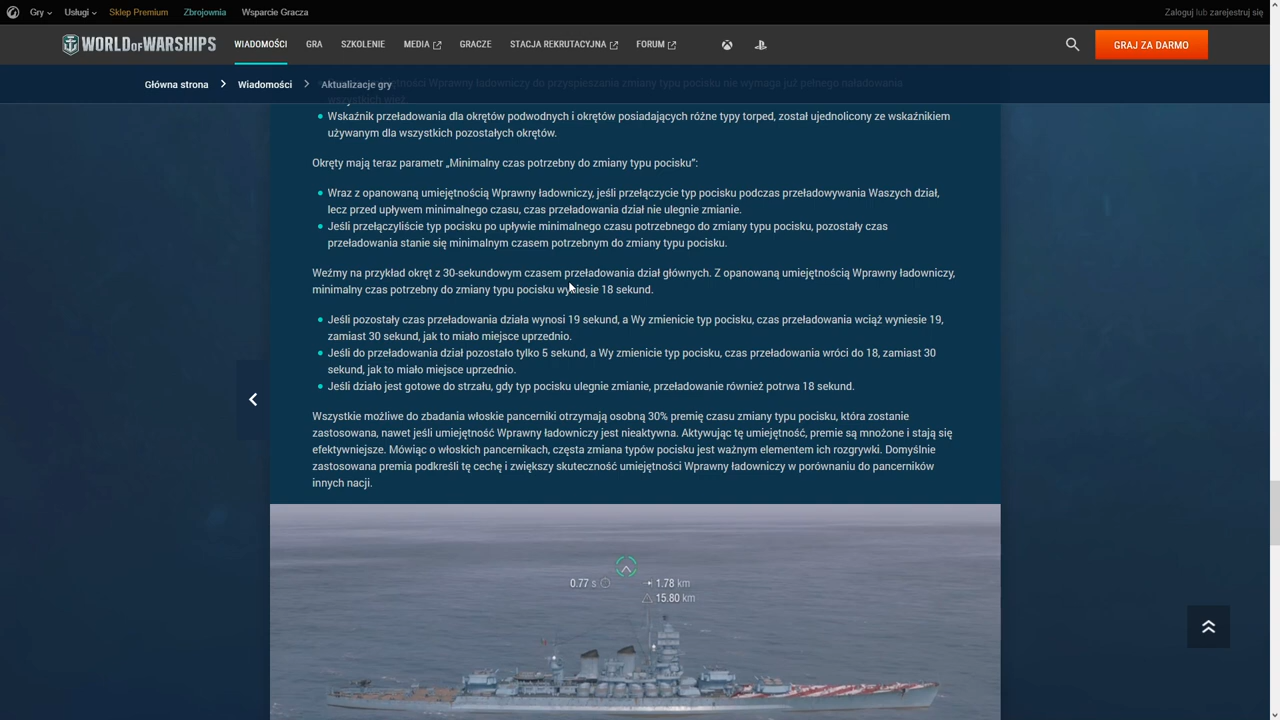 Gry Usługi Sklep Premium Zbrojownia Wsparcie Gracza Zaloguj lub zarejestruj się
WORLD OF WARSHIPS WIADOMOŚCI GRA SZKOLENIE MEDIA GRACZE STACJA REKRUTACYJNA FORUM GRAJ ZA DARMO
Główna strona Wiadomości Aktualizacje gry
Wprawny ładowniczy do przyspieszania zmiany typu pocisku nie wymaga już pełnego naładowania
wszystkich wież.
Wskaźnik przeładowania dla okrętów podwodnych i okrętów posiadających różne typy torped, został ujednolicony ze wskaźnikiem
używanym dla wszystkich pozostałych okrętów.
Okręty mają teraz parametr „Minimalny czas potrzebny do zmiany typu pocisku”:
Wraz z opanowaną umiejętnością Wprawny ładowniczy, jeśli przełączycie typ pocisku podczas przeładowywania Waszych dział,
lecz przed upływem minimalnego czasu, czas przeładowania dział nie ulegnie zmianie.
Jeśli przełączyliście typ pocisku po upływie minimalnego czasu potrzebnego do zmiany typu pocisku, pozostały czas
przeładowania stanie się minimalnym czasem potrzebnym do zmiany typu pocisku.
Weźmy na przykład okręt z 30-sekundowym czasem przeładowania dział głównych. Z opanowaną umiejętnością Wprawny ładowniczy,
minimalny czas potrzebny do zmiany typu pocisku wyniesie 18 sekund.
Jeśli pozostały czas przeładowania działa wynosi 19 sekund, a Wy zmienicie typ pocisku, czas przeładowania wciąż wyniesie 19,
zamiast 30 sekund, jak to miało miejsce uprzednio.
Jeśli do przeładowania dział pozostało tylko 5 sekund, a Wy zmienicie typ pocisku, czas przeładowania wróci do 18, zamiast 30
sekund, jak to miało miejsce uprzednio.
Jeśli działo jest gotowe do strzału, gdy typ pocisku ulegnie zmianie, przeładowanie również potrwa 18 sekund.
Wszystkie możliwe do zbadania włoskie pancerniki otrzymają osobną 30% premię czasu zmiany typu pocisku, która zostanie
zastosowana, nawet jeśli umiejętność Wprawny ładowniczy jest nieaktywna. Aktywując tę umiejętność, premie są mnożone i stają się
efektywniejsze. Mówiąc o włoskich pancernikach, częsta zmiana typów pocisku jest ważnym elementem ich rozgrywki. Domyślnie
zastosowana premia podkreśli tę cechę i zwiększy skuteczność umiejętności Wprawny ładowniczy w porównaniu do pancerników
innych nacji.
0.77 s 1.78 km
15.80 km